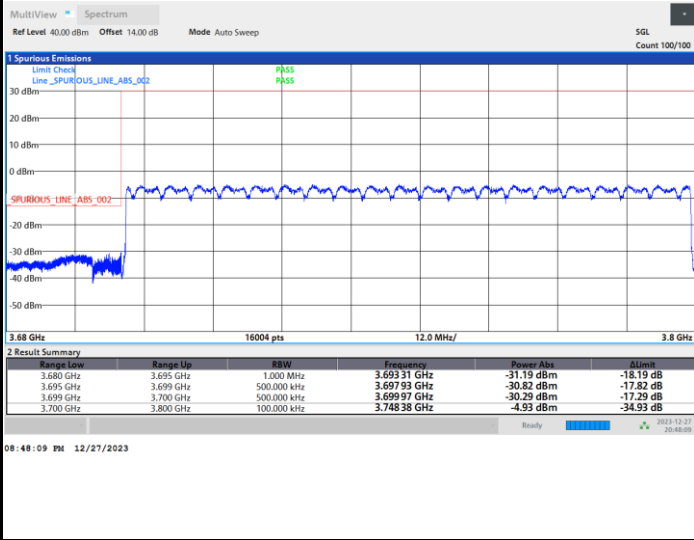 MultiView Spectrum
Ref Level 40.00 dBm Offset 14.00 dB Mode Auto Sweep SGL
Count 100/100
1 Spurious Emissions
Limit Check PASS
Line _SPURIOUS_LINE_ABS_002 PASS
30 dBm
20 dBm
10 dBm
0 dBm
_SPURIOUS_LINE_ABS_002
-20 dBm
-30 dBm
-40 dBm
-50 dBm
3.68 GHz 16004 pts 12.0 MHz/ 3.8 GHz
2 Result Summary
Range Low Range Up RBW Frequency Power Abs ΔLimit
3.680 GHz 3.695 GHz 1.000 MHz 3.693 31 GHz -31.19 dBm -18.19 dB
3.695 GHz 3.699 GHz 500.000 kHz 3.697 93 GHz -30.82 dBm -17.82 dB
3.699 GHz 3.700 GHz 500.000 kHz 3.699 97 GHz -30.29 dBm -17.29 dB
3.700 GHz 3.800 GHz 100.000 kHz 3.748 38 GHz -4.93 dBm -34.93 dB
Ready 2023-12-27
20:48:09
08:48:09 PM 12/27/2023